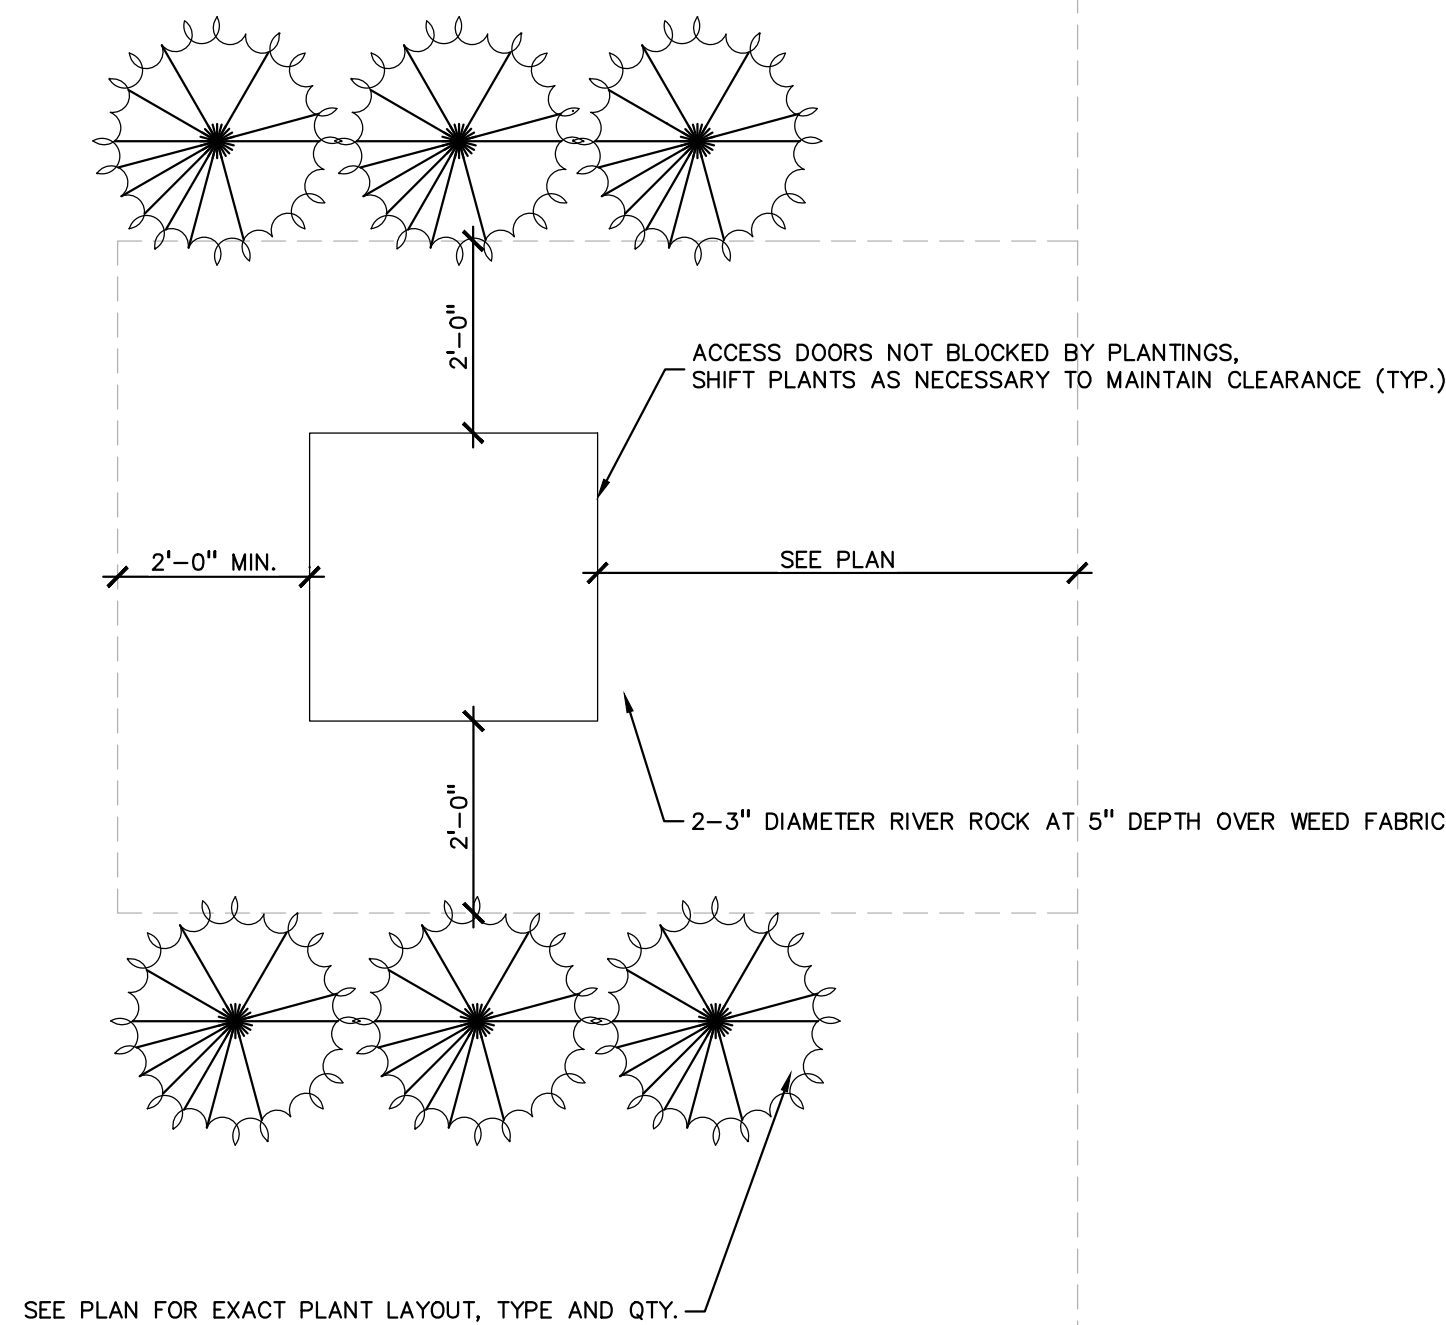 2'-0"
ACCESS DOORS NOT BLOCKED BY PLANTINGS,
SHIFT PLANTS AS NECESSARY TO MAINTAIN CLEARANCE (TYP.)
2'-0" MIN.
SEE PLAN
2'-0"
2-3" DIAMETER RIVER ROCK AT 5" DEPTH OVER WEED FABRIC
SEE PLAN FOR EXACT PLANT LAYOUT, TYPE AND QTY.